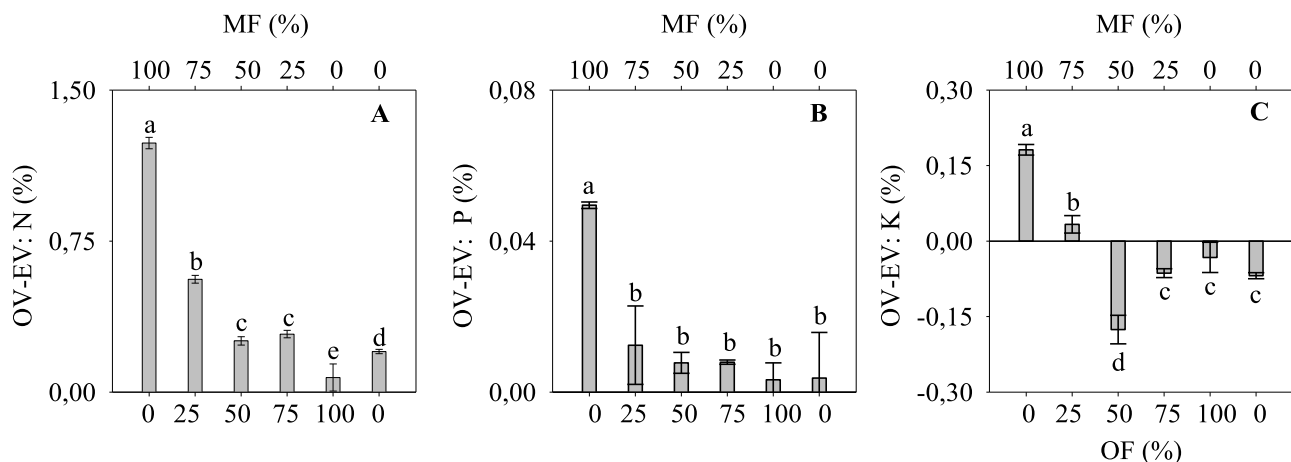 MF (%)
100 75 50 25 0 0
1,50
A
a
OV-EV: N (%)
0,75
b
c
c
e
d
0,00
0 25 50 75 100 0
MF (%)
100 75 50 25 0 0
0,08
B
a
OV-EV: P (%)
0,04
b
b
b
b
b
0,00
0 25 50 75 100 0
MF (%)
100 75 50 25 0 0
0,30
C
a
0,15
b
OV-EV: K (%)
0,00
c
c
c
-0,15
d
-0,30
0 25 50 75 100 0
OF (%)